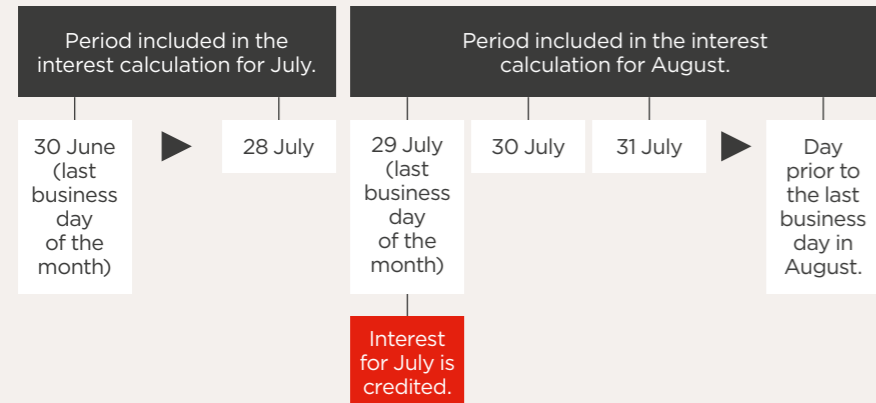 Period included in the
interest calculation for July.
Period included in the interest
calculation for August.
30 June
(last
business
day
of the
month)
28 July
29 July
(last
business
day
of the
month)
30 July
31 July
Day
prior to
the last
business
day in
August.
Interest
for July is
credited.